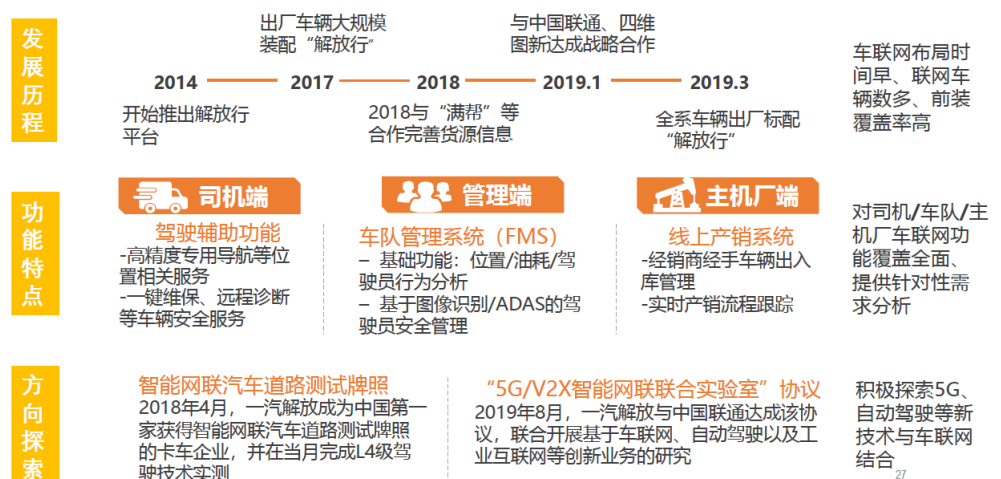 发展历程
出厂车辆大规模
装配“解放行”
与中国联通、四维
图新达成战略合作
2014
2017
2018
2019.1
2019.3
开始推出解放行
平台
2018与“满帮”等
合作完善货源信息
全系车辆出厂标配
“解放行”
车联网布局时
间早、联网车
辆数多、前装
覆盖率高
功能特点
司机端
驾驶辅助功能
-高精度专用导航等位
置相关服务
-一键维保、远程诊断
等车辆安全服务
管理端
车队管理系统（FMS）
– 基础功能：位置/油耗/驾
驶员行为分析
– 基于图像识别/ADAS的驾
驶员安全管理
主机厂端
线上产销系统
-经销商经手车辆出入
库管理
-实时产销流程跟踪
对司机/车队/主
机厂车联网功
能覆盖全面、
提供针对性需
求分析
方向探索
智能网联汽车道路测试牌照
2018年4月，一汽解放成为中国第一
家获得智能网联汽车道路测试牌照
的卡车企业，并在当月完成L4级驾
驶技术实测
“5G/V2X智能网联联合实验室”协议
2019年8月，一汽解放与中国联通达成该协
议，联合开展基于车联网、自动驾驶以及工
业互联网等创新业务的研究
积极探索5G、
自动驾驶等新
技术与车联网
结合
27